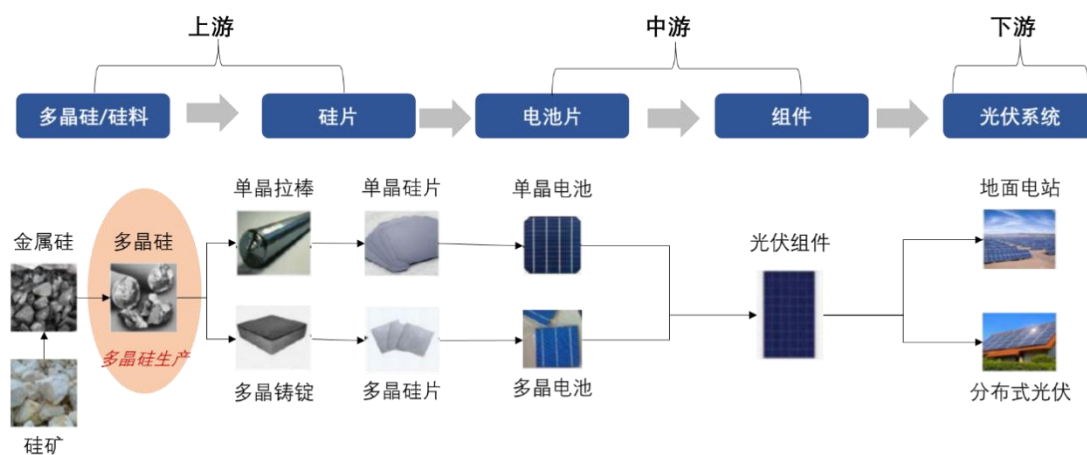 上游
中游
下游
多晶硅/硅料
硅片
电池片
组件
光伏系统
单晶拉棒
单晶硅片
单晶电池
地面电站
金属硅
多晶硅
光伏组件
多晶硅生产
多晶铸锭
多晶硅片
多晶电池
分布式光伏
硅矿